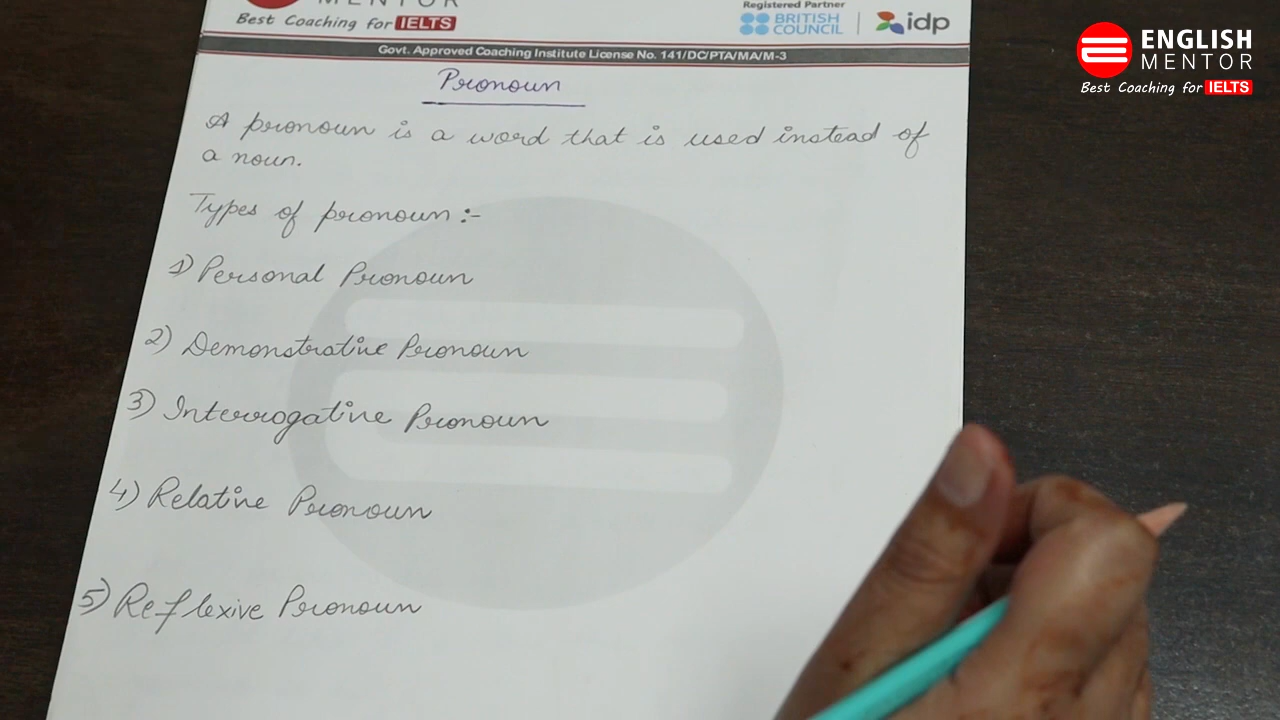 MENTOR
Best Coaching for IELTS
Registered Partner
BRITISH COUNCIL
idp
Govt. Approved Coaching Institute License No. 141/DC/PTA/MA/M-3
ENGLISH
MENTOR
Best Coaching for IELTS
Pronoun
A pronoun is a word that is used instead of
a noun.
Types of pronoun :-
1) Personal Pronoun
2) Demonstrative Pronoun
3) Interrogative Pronoun
4) Relative Pronoun
5) Reflexive Pronoun